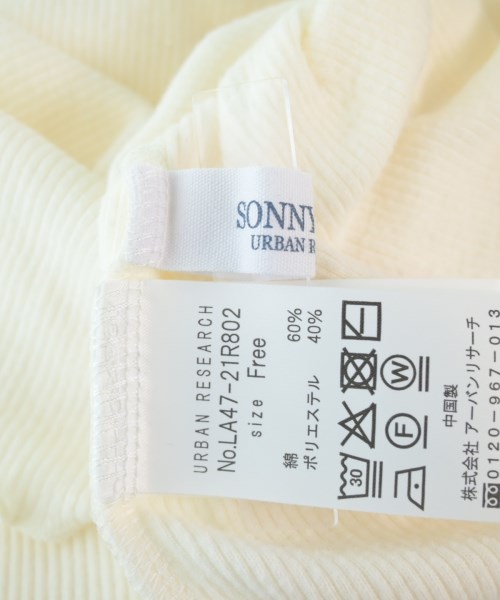 SONNY
URBAN R
URBAN RESEARCH
No.LA47-21R802
size Free
綿 60%
ポリエステル 40%
30
F
W
中国製
株式会社 アーバンリサーチ
0120-967-013